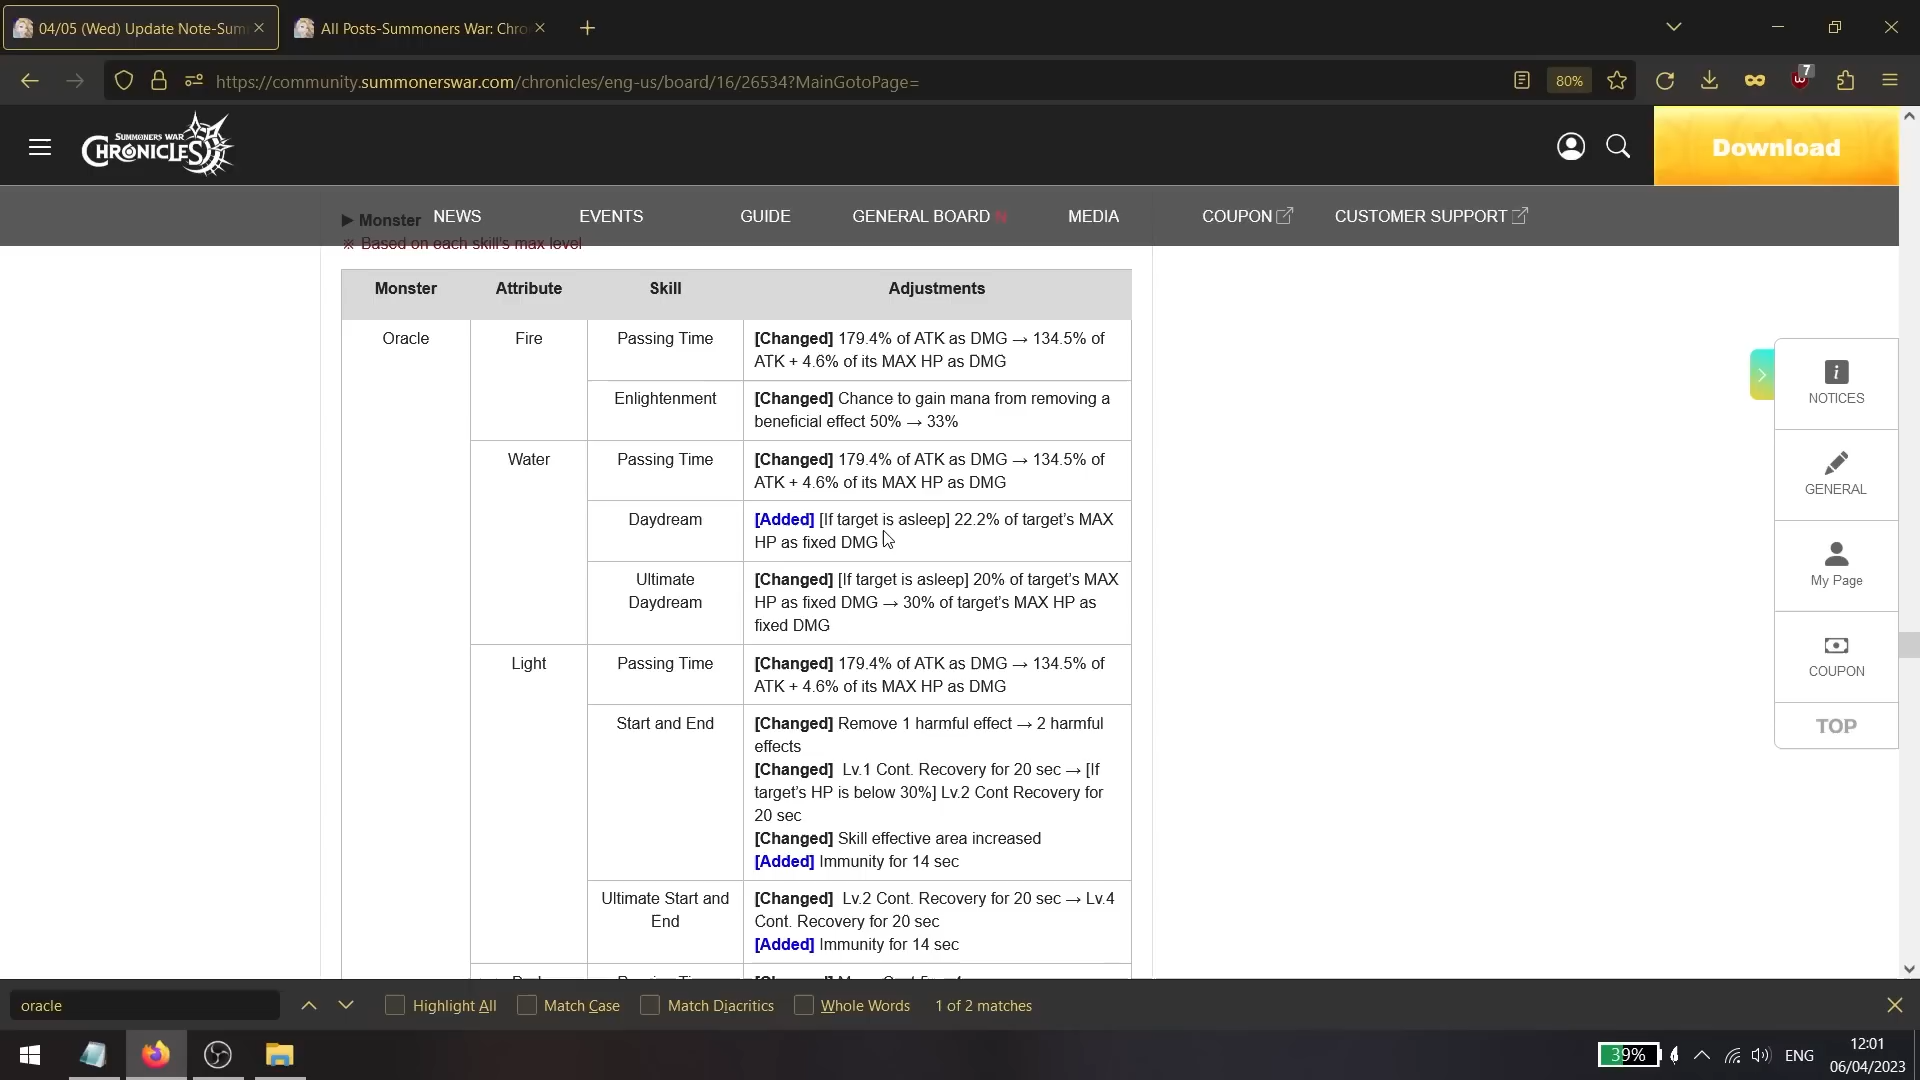 04/05 (Wed) Update Note-Sum
All Posts-Summoners War: Chro
https://community.summonerswar.com/chronicles/eng-us/board/16/26534?MainGotoPage=
80%
7
SUMMONERS WAR
CHRONICLES
Download
▶ Monster
NEWS
EVENTS
GUIDE
GENERAL BOARD N
MEDIA
COUPON
CUSTOMER SUPPORT
※ Based on each skill's max level
Monster
Attribute
Skill
Adjustments
Oracle
Fire
Passing Time
[Changed] 179.4% of ATK as DMG → 134.5% of
ATK + 4.6% of its MAX HP as DMG
Enlightenment
[Changed] Chance to gain mana from removing a
beneficial effect 50% → 33%
Water
Passing Time
[Changed] 179.4% of ATK as DMG → 134.5% of
ATK + 4.6% of its MAX HP as DMG
Daydream
[Added] [If target is asleep] 22.2% of target's MAX
HP as fixed DMG
Ultimate
Daydream
[Changed] [If target is asleep] 20% of target's MAX
HP as fixed DMG → 30% of target's MAX HP as
fixed DMG
Light
Passing Time
[Changed] 179.4% of ATK as DMG → 134.5% of
ATK + 4.6% of its MAX HP as DMG
Start and End
[Changed] Remove 1 harmful effect → 2 harmful
effects
[Changed] Lv.1 Cont. Recovery for 20 sec → [If
target's HP is below 30%] Lv.2 Cont Recovery for
20 sec
[Changed] Skill effective area increased
[Added] Immunity for 14 sec
Ultimate Start and
End
[Changed] Lv.2 Cont. Recovery for 20 sec → Lv.4
Cont. Recovery for 20 sec
[Added] Immunity for 14 sec
NOTICES
GENERAL
My Page
COUPON
TOP
oracle
Highlight All
Match Case
Match Diacritics
Whole Words
1 of 2 matches
39%
ENG
12:01
06/04/2023